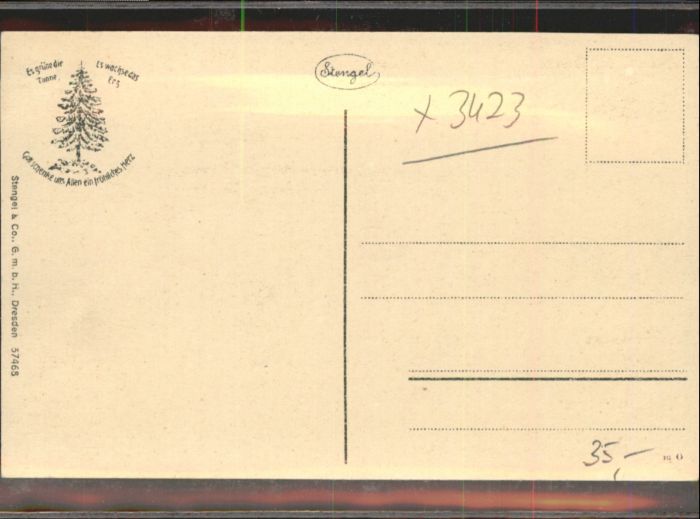 Es grüne die
Tanne,
Es wachse das
Erz
Gott schenke uns Allen ein fröhliches Herz
Stengel
x 3423
Stengel & Co., G. m. b. H., Dresden 57468
35,-